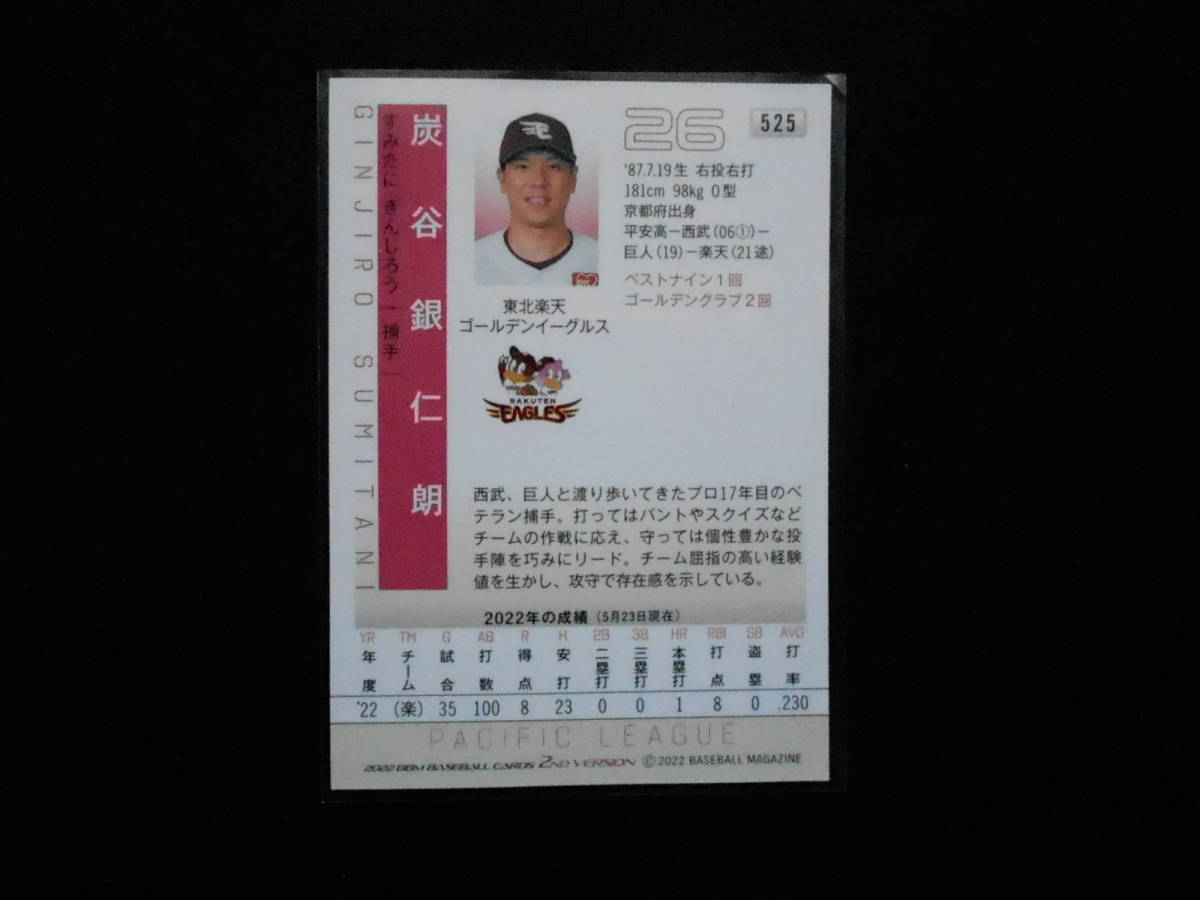 GINJIRO SUMITANI
すみたに ぎんじろう 捕手
炭谷銀仁朗
26
525
'87.7.19生 右投右打
181cm 98kg O型
京都府出身
平安高―西武(06①)―
巨人(19)―楽天(21途)
ベストナイン1回
ゴールデングラブ2回
東北楽天
ゴールデンイーグルス
RAKUTEN
EAGLES
西武、巨人と渡り歩いてきたプロ17年目のベ
テラン捕手。打ってはバントやスクイズなど
チームの作戦に応え、守っては個性豊かな投
手陣を巧みにリード。チーム屈指の高い経験
値を生かし、攻守で存在感を示している。
2022年の成績(5月23日現在)
YR TM G AB R H 2B 3B HR RBI SB AVG
年度 チーム 試合 打数 得点 安打 二塁打 三塁打 本塁打 打点 盗塁 打率
'22 (楽) 35 100 8 23 0 0 1 8 0 .230
PACIFIC LEAGUE
2022 BBM BASEBALL CARDS 2ND VERSION ©2022 BASEBALL MAGAZINE